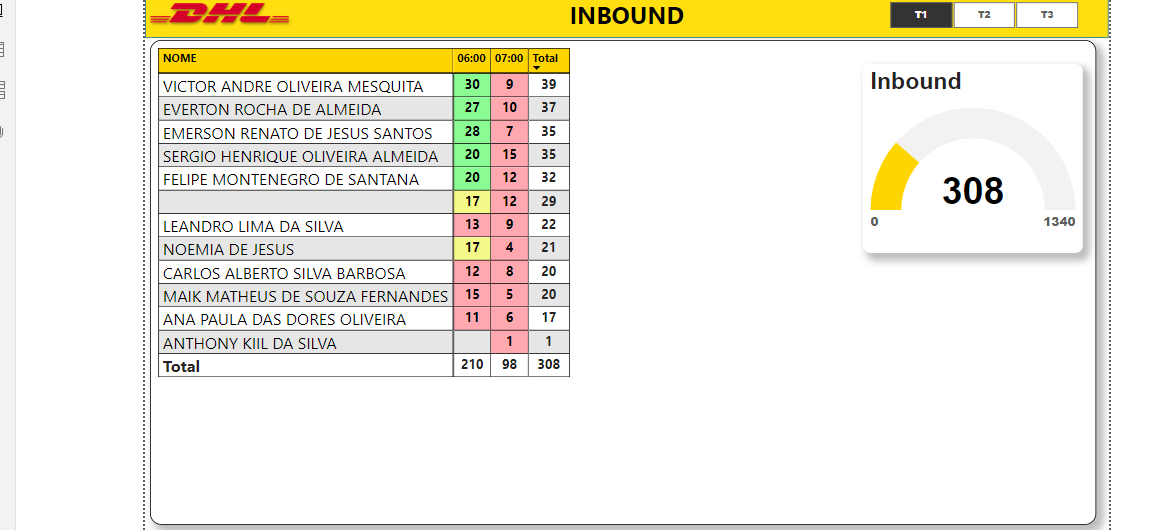 DHL
INBOUND
T1 T2 T3
NOME 06:00 07:00 Total
VICTOR ANDRE OLIVEIRA MESQUITA 30 9 39
EVERTON ROCHA DE ALMEIDA 27 10 37
EMERSON RENATO DE JESUS SANTOS 28 7 35
SERGIO HENRIQUE OLIVEIRA ALMEIDA 20 15 35
FELIPE MONTENEGRO DE SANTANA 20 12 32
17 12 29
LEANDRO LIMA DA SILVA 13 9 22
NOEMIA DE JESUS 17 4 21
CARLOS ALBERTO SILVA BARBOSA 12 8 20
MAIK MATHEUS DE SOUZA FERNANDES 15 5 20
ANA PAULA DAS DORES OLIVEIRA 11 6 17
ANTHONY KIIL DA SILVA 1 1
Total 210 98 308
Inbound
308
0 1340